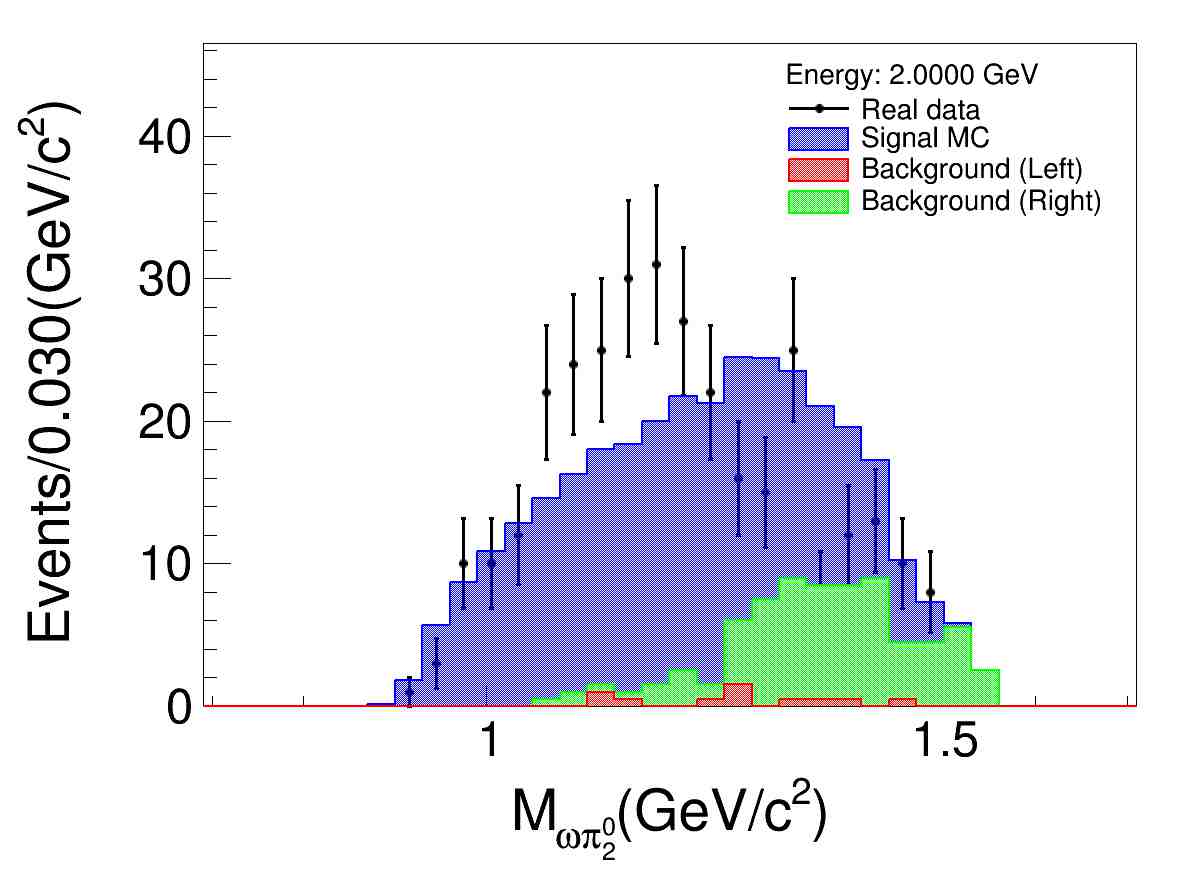 Energy: 2.0000 GeV
Real data
Signal MC
Background (Left)
Background (Right)
Events/0.030(GeV/c²)
40
30
20
10
0
1
1.5
M_ωπ⁰₂(GeV/c²)